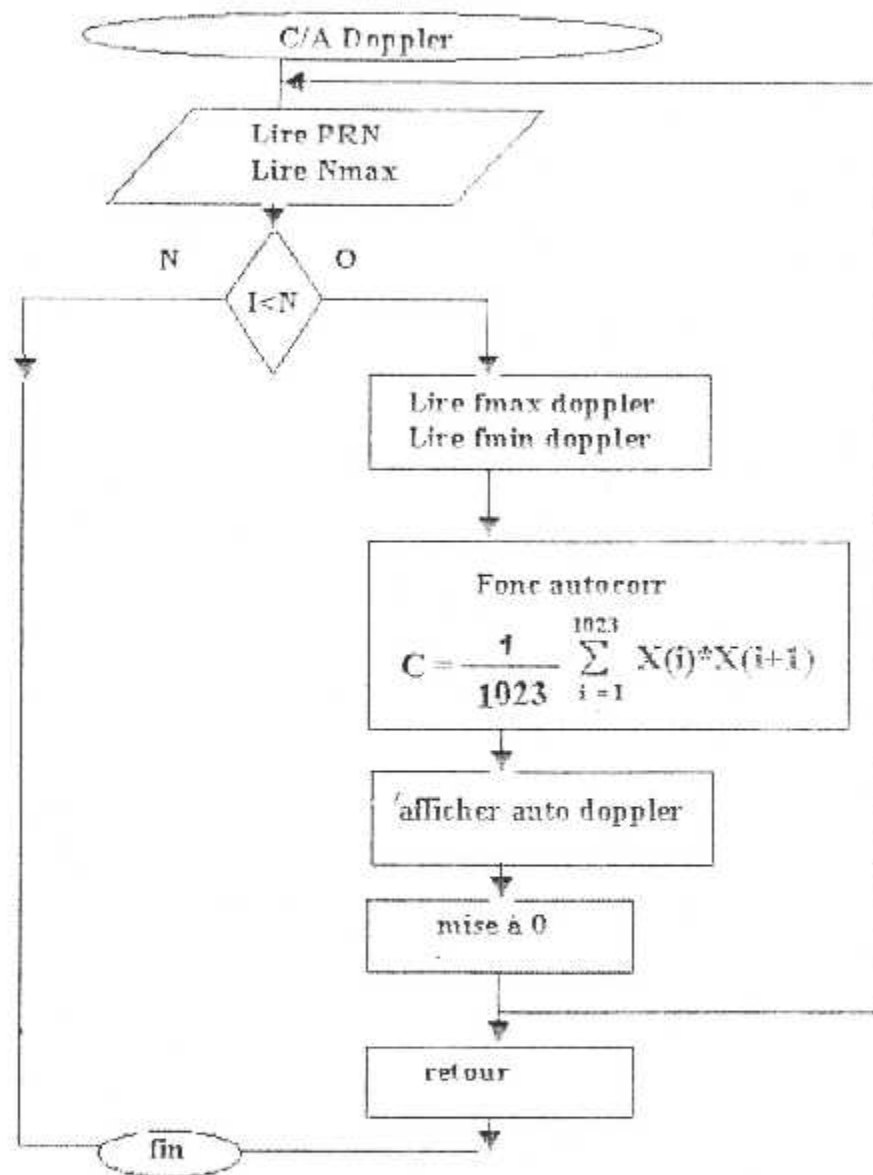 C/A Doppler
Lire PRN
Lire Nmax
N
O
I<N
Lire fmax doppler
Lire fmin doppler
Fonc autocorr
C = 1/1023 1023∑i=1 X(i)*X(i+1)
afficher auto doppler
mise à 0
retour
fin